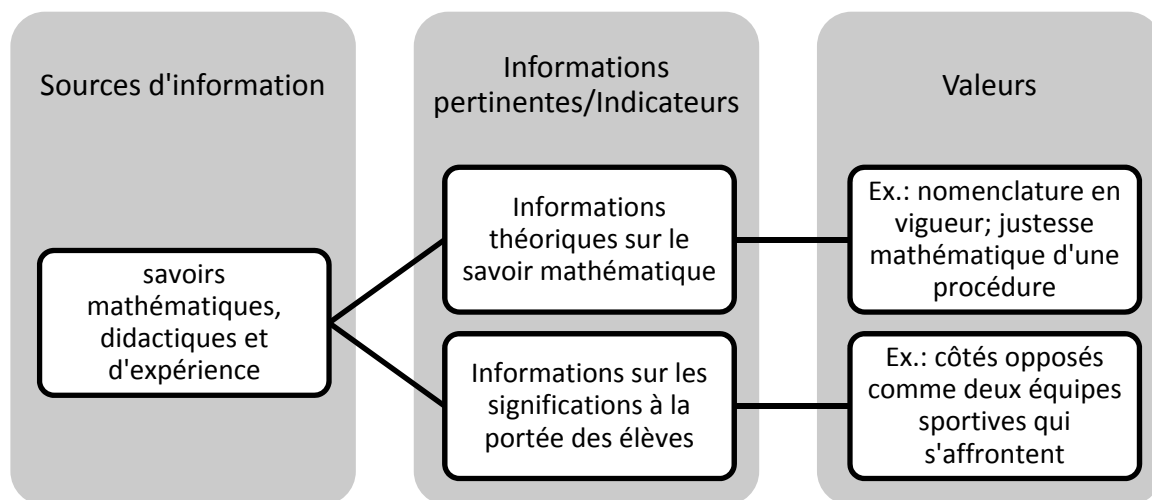 Sources d'information
Informations
pertinentes/Indicateurs
Valeurs
savoirs
mathématiques,
didactiques et
d'expérience
Informations
théoriques sur le
savoir mathématique
Ex.: nomenclature en
vigueur; justesse
mathématique d'une
procédure
Informations sur les
significations à la
portée des élèves
Ex.: côtés opposés
comme deux équipes
sportives qui
s'affrontent